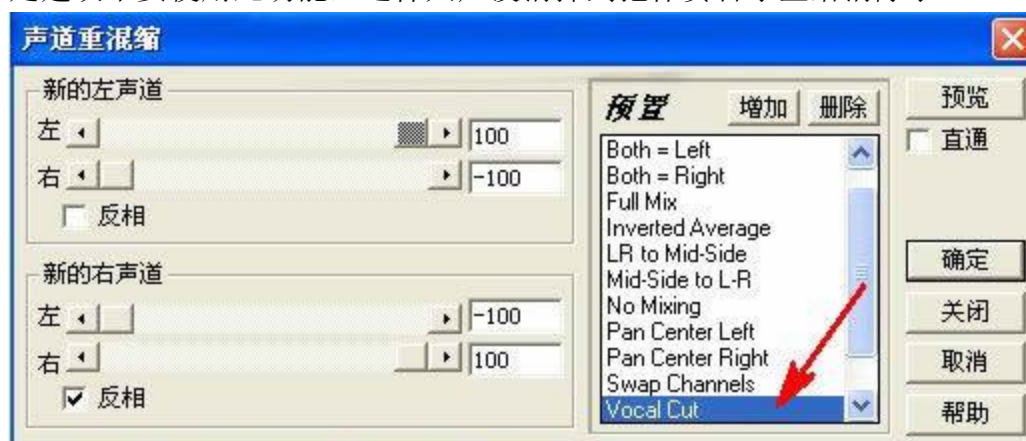 声道重混缩
新的左声道
左 100
右 -100
反相
新的右声道
左 -100
右 100
反相
预置 增加 删除
Both = Left
Both = Right
Full Mix
Inverted Average
LR to Mid-Side
Mid-Side to L-R
No Mixing
Pan Center Left
Pan Center Right
Swap Channels
Vocal Cut
预览
直通
确定
关闭
取消
帮助